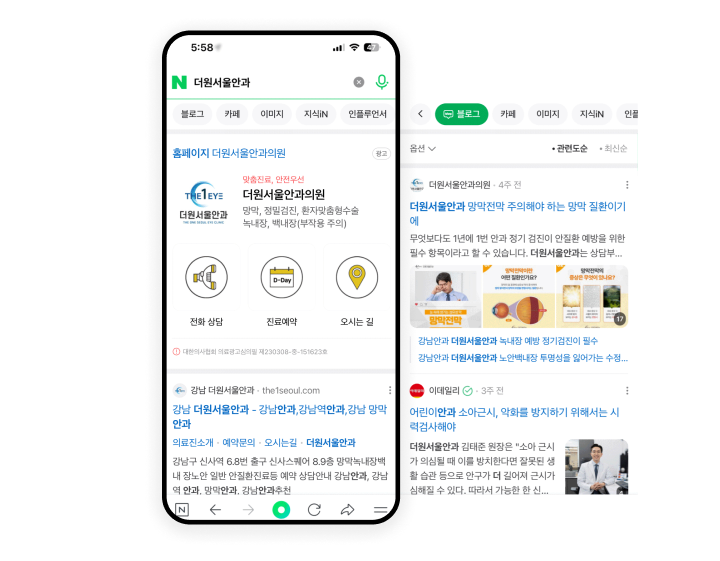 5:58
47
N
더원서울안과
블로그
카페
이미지
지식iN
인플루언서
홈페이지 더원서울안과의원
광고
THE1EYE
더원서울안과
THE ONE SEOUL EYE CLINIC
맞춤진료, 안전우선
더원서울안과의원
망막, 정밀검진, 환자맞춤형수술
녹내장, 백내장(부작용 주의)
D-Day
전화 상담
진료예약
오시는 길
대한의사협회 의료광고심의필 제230308-중-151623호
강남 더원서울안과 · the1seoul.com
강남 더원서울안과 - 강남안과,강남역안과,강남 망막
안과
의료진소개 · 예약문의 · 오시는길 · 더원서울안과
강남구 신사역 6.8번 출구 신사스퀘어 8.9층 망막녹내장백
내 장노안 일반 안질환진료등 예약 상담안내 강남안과, 강남
역 안과, 망막안과, 강남안과추천
N
블로그
카페
이미지
지식iN
인플
옵션
• 관련도순
• 최신순
더원서울안과의원 · 4주 전
더원서울안과 망막전막 주의해야 하는 망막 질환이기
에
무엇보다도 1년에 1번 안과 정기 검진이 안질환 예방을 위한
필수 항목이라고 할 수 있습니다. 더원서울안과는 상담부...
망막전막
망막전막이란
어떤 질환인가요?
망막전막의
증상은 무엇이 있나요?
17
강남안과 더원서울안과 녹내장 예방 정기검진이 필수
강남안과 더원서울안과 노안백내장 투명성을 잃어가는 수정...
이데일리 · 3주 전
어린이안과 소아근시, 악화를 방지하기 위해서는 시
력검사해야
더원서울안과 김태준 원장은 "소아 근시
가 의심될 때 이를 방치한다면 잘못된 생
활 습관 등으로 안구가 더 길어져 근시가
심해질 수 있다. 따라서 가능한 한 신...